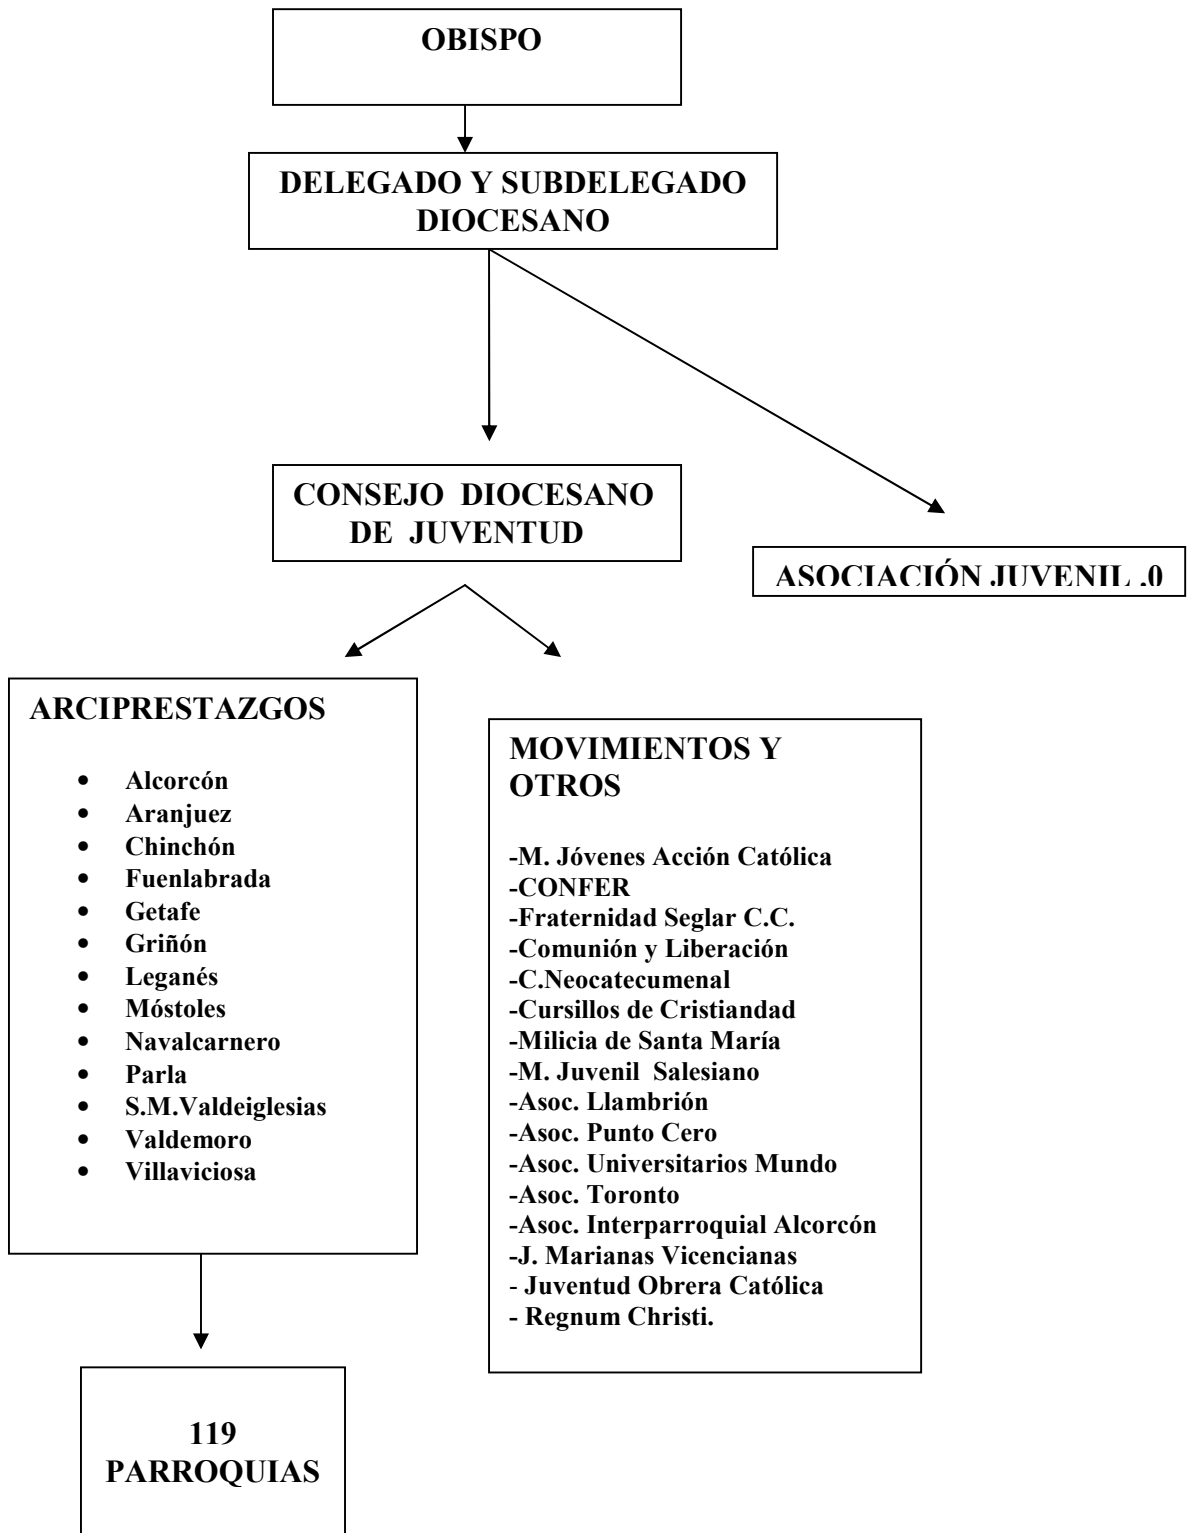 OBISPO
DELEGADO Y SUBDELEGADO
DIOCESANO
CONSEJO DIOCESANO
DE JUVENTUD
ASOCIACIÓN JUVENIL .0
ARCIPRESTAZGOS
• Alcorcón
• Aranjuez
• Chinchón
• Fuenlabrada
• Getafe
• Griñón
• Leganés
• Móstoles
• Navalcarnero
• Parla
• S.M.Valdeiglesias
• Valdemoro
• Villaviciosa
MOVIMIENTOS Y
OTROS
-M. Jóvenes Acción Católica
-CONFER
-Fraternidad Seglar C.C.
-Comunión y Liberación
-C.Neocatecumenal
-Cursillos de Cristiandad
-Milicia de Santa María
-M. Juvenil Salesiano
-Asoc. Llambrión
-Asoc. Punto Cero
-Asoc. Universitarios Mundo
-Asoc. Toronto
-Asoc. Interparroquial Alcorcón
-J. Marianas Vicencianas
- Juventud Obrera Católica
- Regnum Christi.
119
PARROQUIAS